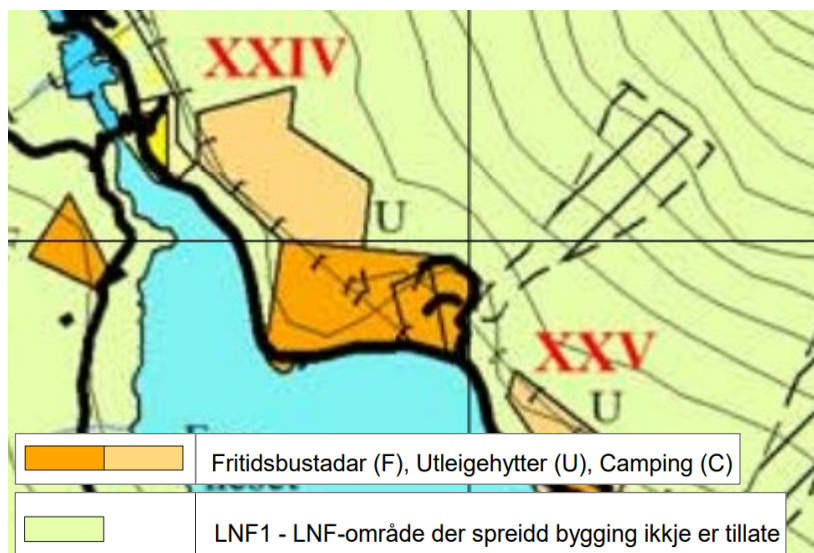 XXIV
U
XXV
U
Fritidsbustadar (F), Utleigehytter (U), Camping (C)
LNF1 - LNF-område der spreidd bygging ikkje er tillate